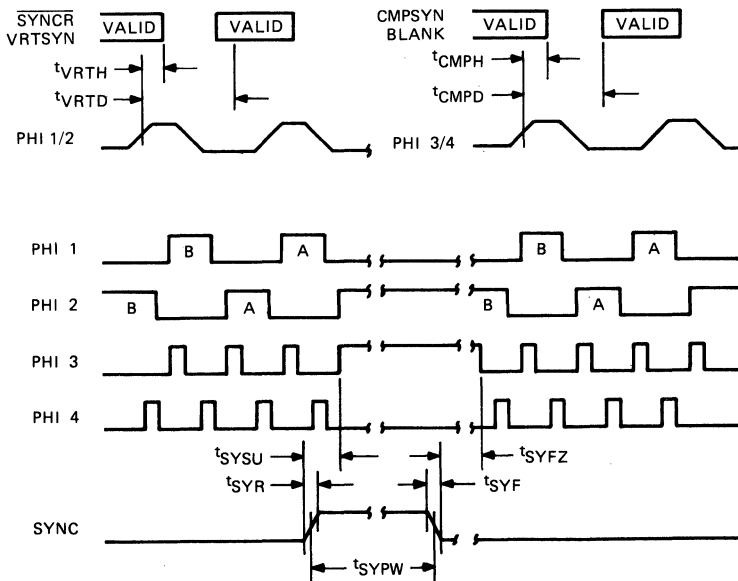 SYNCR
VRTSYN
VALID VALID
tVRTH
tVRTD
PHI 1/2
CMPSYN
BLANK
VALID VALID
tCMPH
tCMPD
PHI 3/4
PHI 1 B A B A
PHI 2 B A B A
PHI 3
PHI 4
tSYSU tSYFZ
tSYR tSYF
SYNC
tSYPW